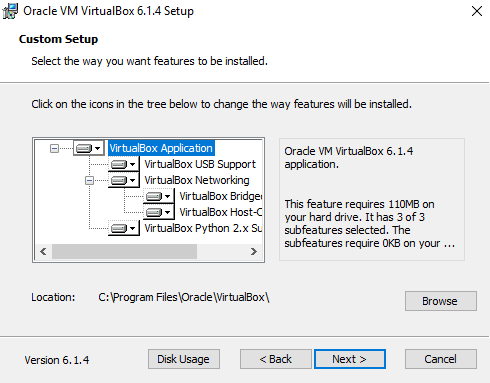 Oracle VM VirtualBox 6.1.4 Setup
Custom Setup
Select the way you want features to be installed.
Click on the icons in the tree below to change the way features will be installed.
VirtualBox Application
VirtualBox USB Support
VirtualBox Networking
VirtualBox Bridged
VirtualBox Host-O
VirtualBox Python 2.x Su
Oracle VM VirtualBox 6.1.4
application.
This feature requires 110MB on
your hard drive. It has 3 of 3
subfeatures selected. The
subfeatures require 0KB on your ...
Location:
C:\Program Files\Oracle\VirtualBox\
Browse
Version 6.1.4
Disk Usage
< Back
Next >
Cancel